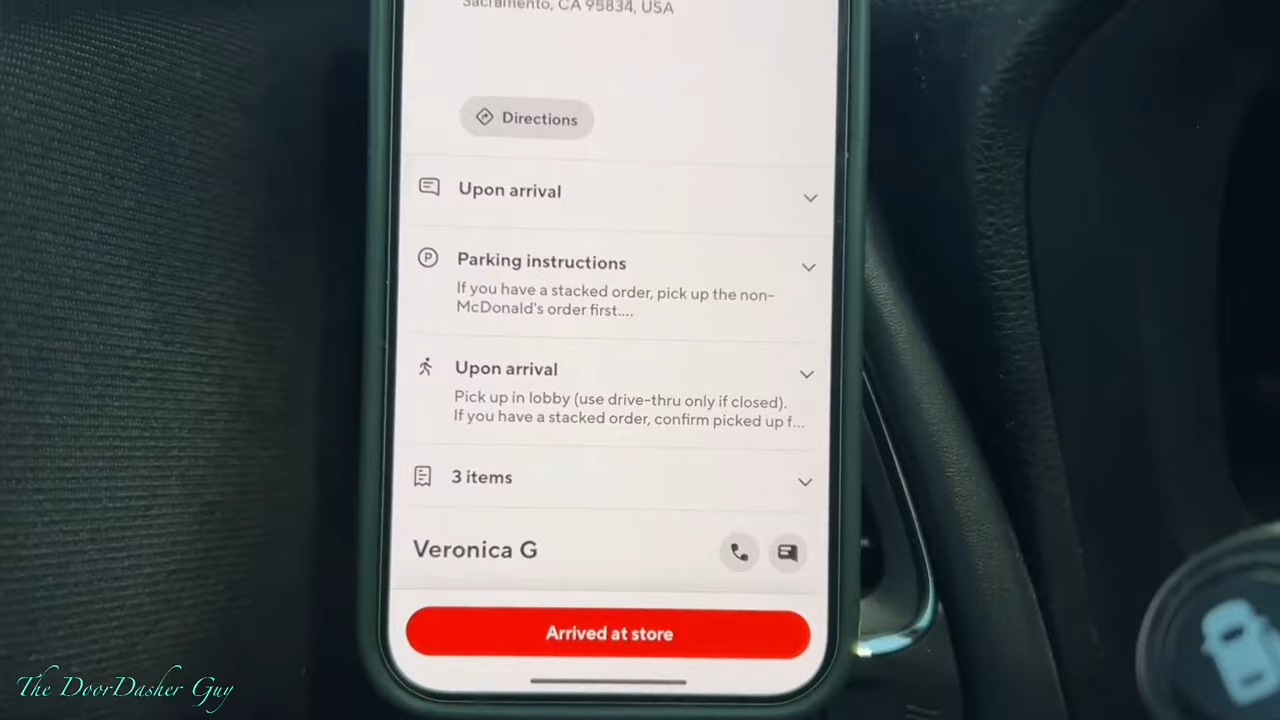 Sacramento, CA 95834, USA
Directions
Upon arrival
Parking instructions
If you have a stacked order, pick up the non-
McDonald's order first....
Upon arrival
Pick up in lobby (use drive-thru only if closed).
If you have a stacked order, confirm picked up f...
3 items
Veronica G
Arrived at store
The DoorDasher Guy